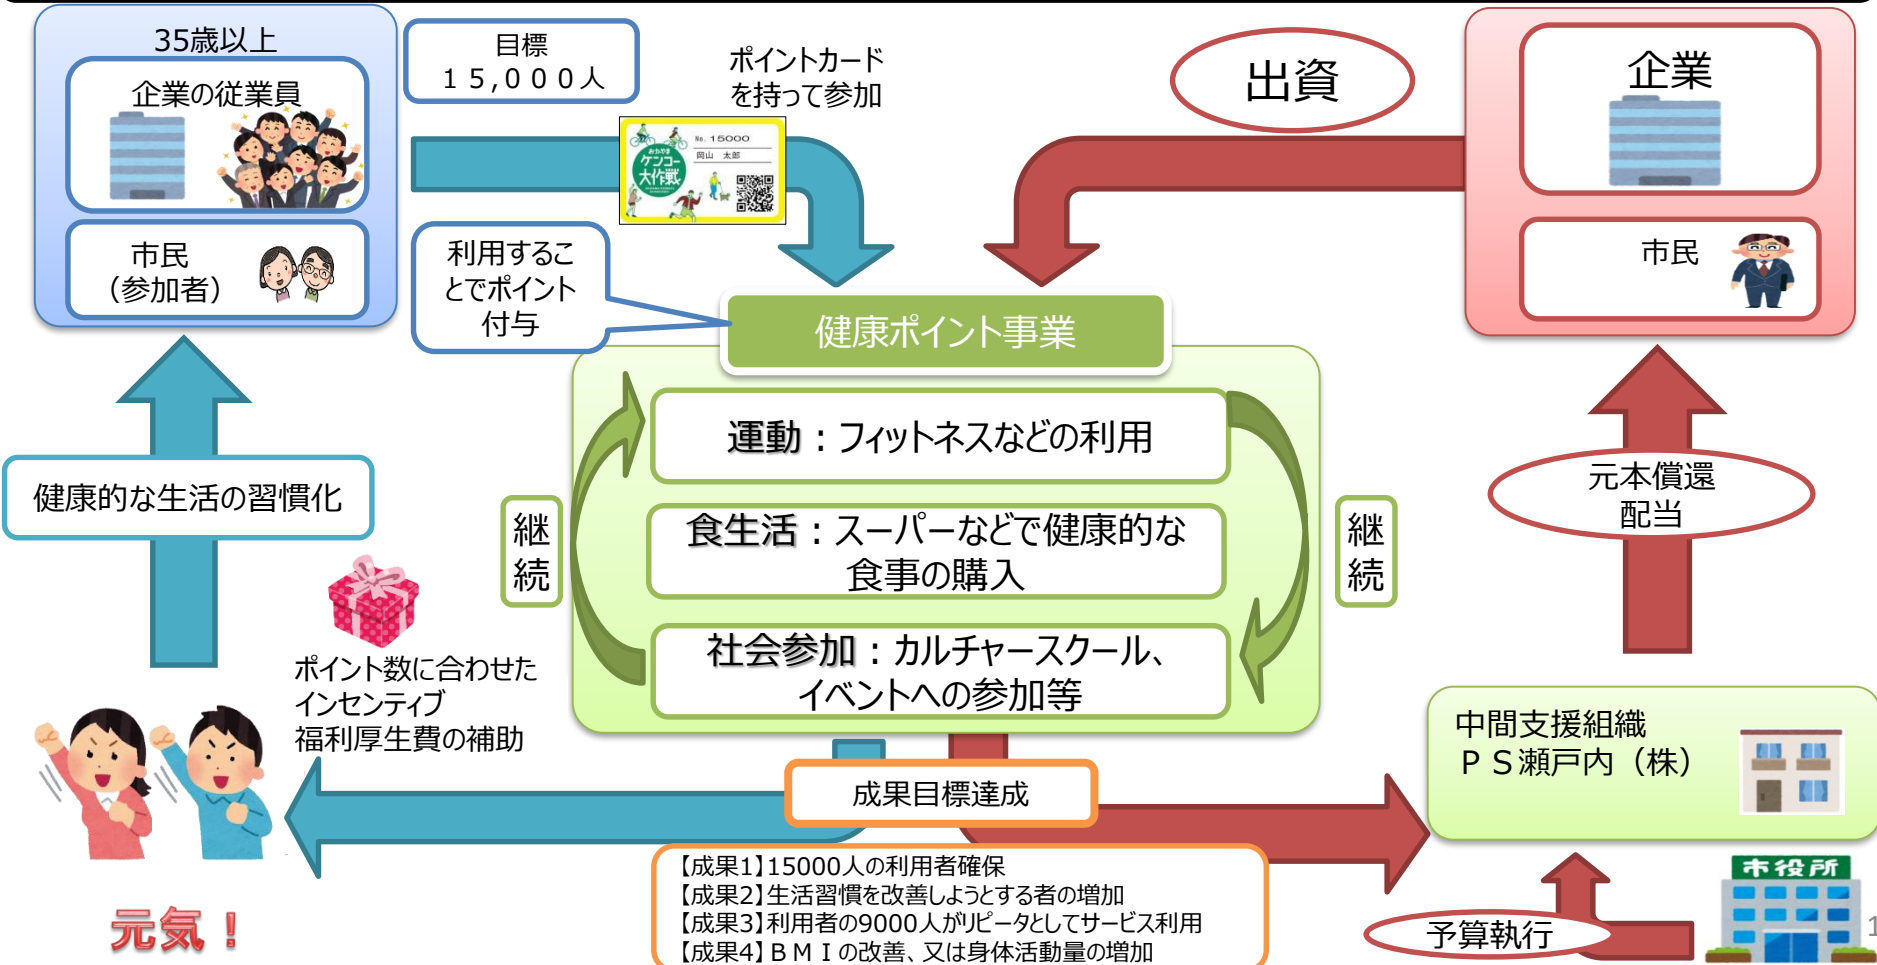 35歳以上
企業の従業員
市民
（参加者）
目標
１５,０００人
ポイントカード
を持って参加
No. 15000
岡山 太郎
おかやま
ケンコー
大作戦
利用するこ
とでポイント
付与
出資
企業
市民
健康ポイント事業
運動：フィットネスなどの利用
食生活：スーパーなどで健康的な
食事の購入
社会参加：カルチャースクール、
イベントへの参加等
継
続
継
続
健康的な生活の習慣化
元本償還
配当
ポイント数に合わせた
インセンティブ
福利厚生費の補助
元気！
成果目標達成
【成果1】15000人の利用者確保
【成果2】生活習慣を改善しようとする者の増加
【成果3】利用者の9000人がリピータとしてサービス利用
【成果4】ＢＭＩの改善、又は身体活動量の増加
中間支援組織
ＰＳ瀬戸内（株）
市役所
予算執行
1